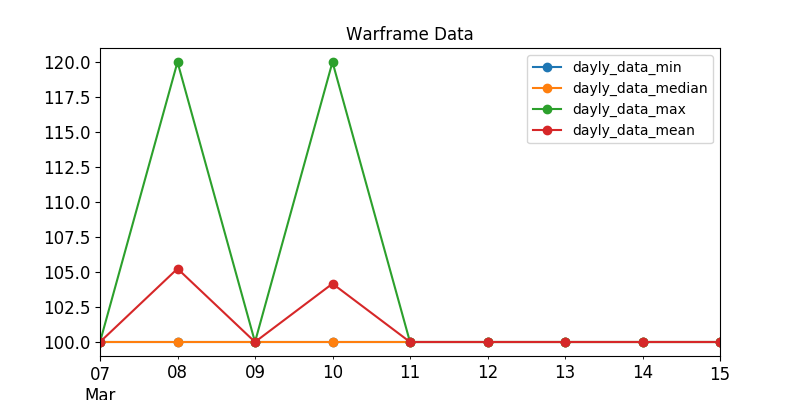 Warframe Data
120.0
117.5
115.0
112.5
110.0
107.5
105.0
102.5
100.0
dayly_data_min
dayly_data_median
dayly_data_max
dayly_data_mean
07 08 09 10 11 12 13 14 15
Mar